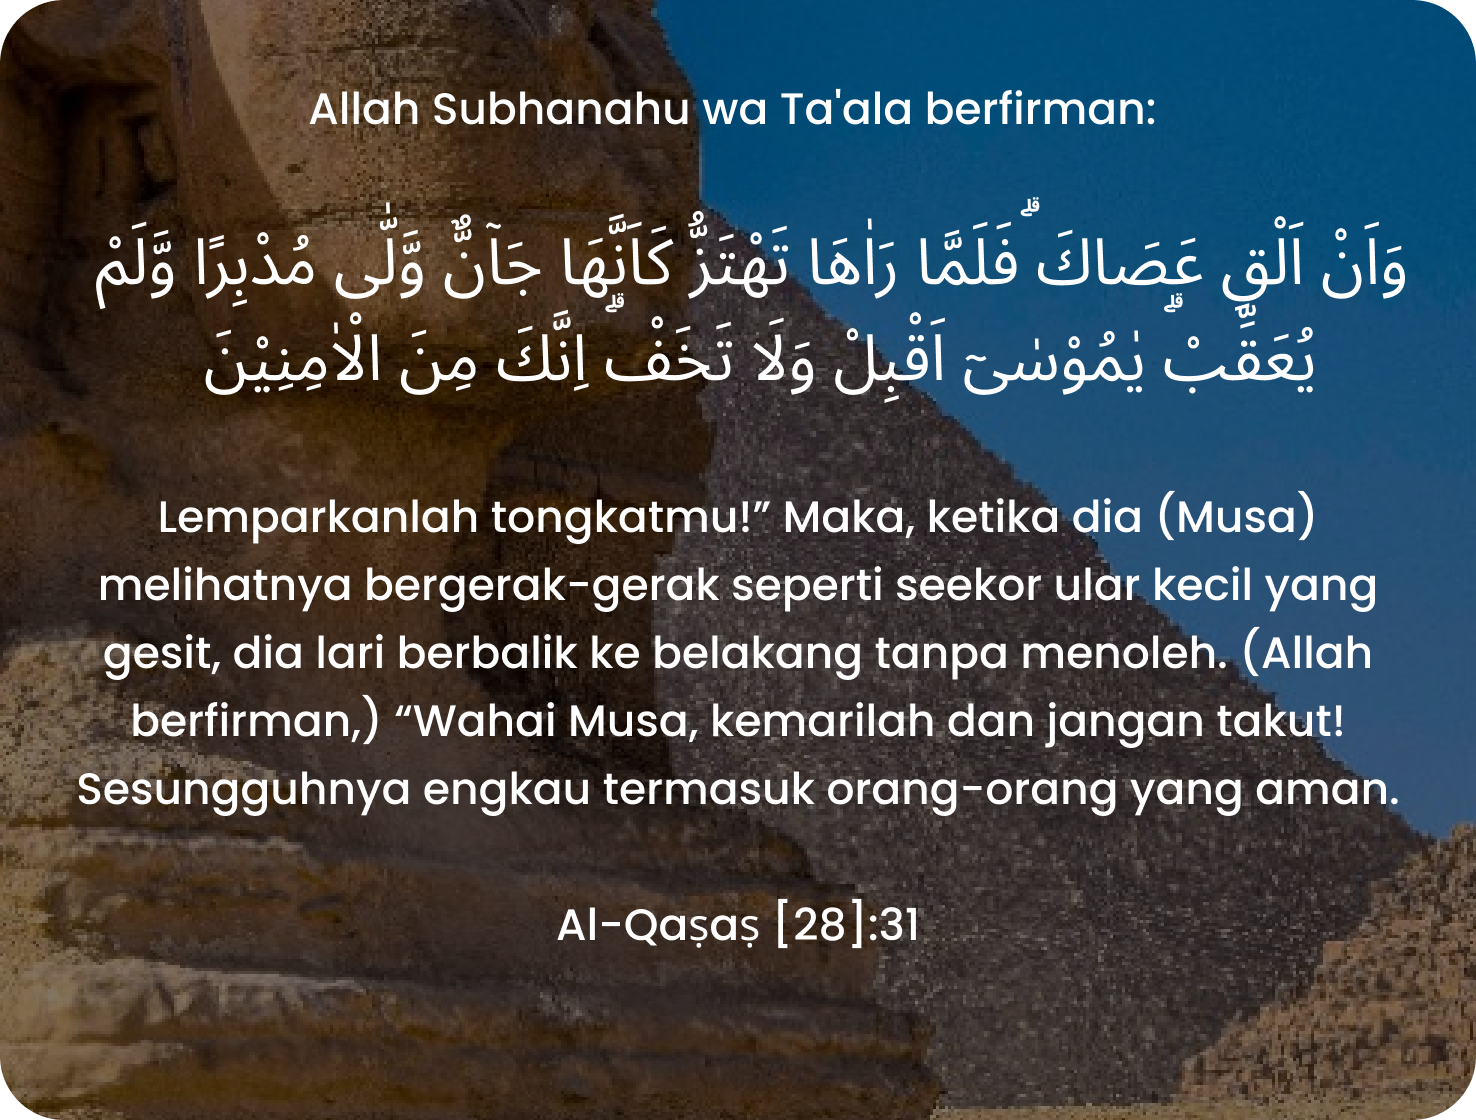 Allah Subhanahu wa Ta'ala berfirman:
وَاَنْ اَلْقِ عَصَاكَ ۗفَلَمَّا رَاٰهَا تَهْتَزُّ كَاَنَّهَا جَاۤنٌّ وَّلّٰى مُدْبِرًا وَّلَمْ
يُعَقِّبْۗ يٰمُوْسٰىٓ اَقْبِلْ وَلَا تَخَفْۗ اِنَّكَ مِنَ الْاٰمِنِيْنَ
Lemparkanlah tongkatmu!” Maka, ketika dia (Musa)
melihatnya bergerak-gerak seperti seekor ular kecil yang
gesit, dia lari berbalik ke belakang tanpa menoleh. (Allah
berfirman,) “Wahai Musa, kemarilah dan jangan takut!
Sesungguhnya engkau termasuk orang-orang yang aman.
Al-Qaṣaṣ [28]:31